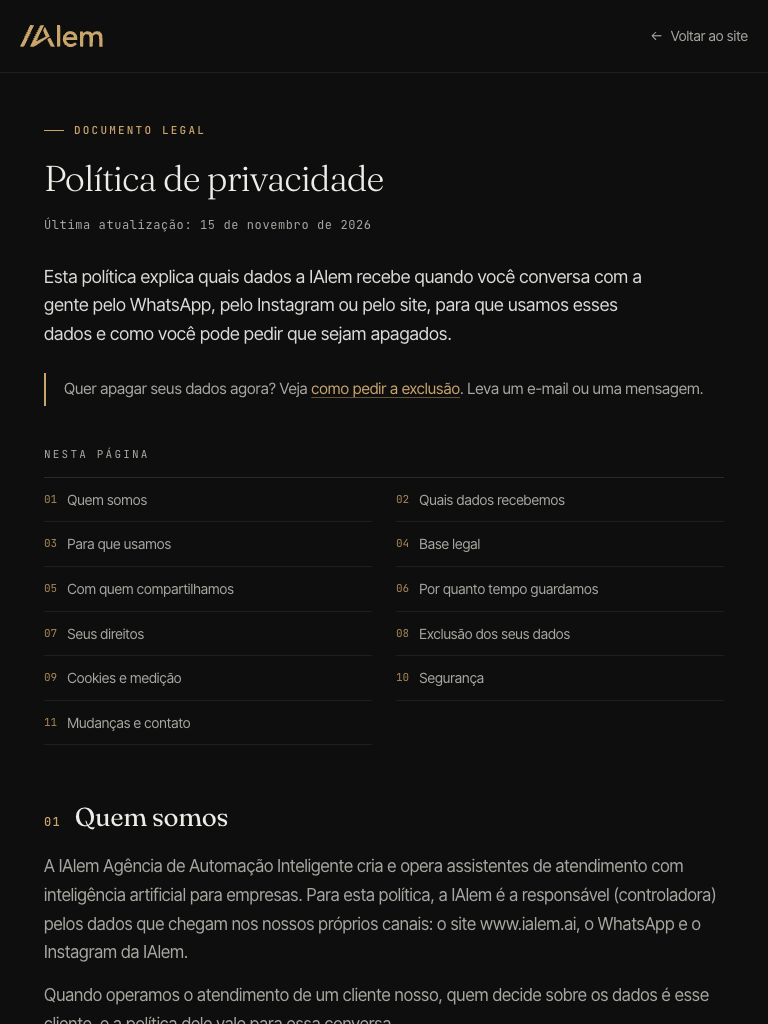 IAlem
← Voltar ao site
DOCUMENTO LEGAL
Política de privacidade
Última atualização: 15 de novembro de 2026
Esta política explica quais dados a IAlem recebe quando você conversa com a
gente pelo WhatsApp, pelo Instagram ou pelo site, para que usamos esses
dados e como você pode pedir que sejam apagados.
Quer apagar seus dados agora? Veja como pedir a exclusão. Leva um e-mail ou uma mensagem.
NESTA PÁGINA
01 Quem somos
02 Quais dados recebemos
03 Para que usamos
04 Base legal
05 Com quem compartilhamos
06 Por quanto tempo guardamos
07 Seus direitos
08 Exclusão dos seus dados
09 Cookies e medição
10 Segurança
11 Mudanças e contato
01 Quem somos
A IAlem Agência de Automação Inteligente cria e opera assistentes de atendimento com
inteligência artificial para empresas. Para esta política, a IAlem é a responsável (controladora)
pelos dados que chegam nos nossos próprios canais: o site www.ialem.ai, o WhatsApp e o
Instagram da IAlem.
Quando operamos o atendimento de um cliente nosso, quem decide sobre os dados é esse
cliente, e a política dele vale para essa conversa.